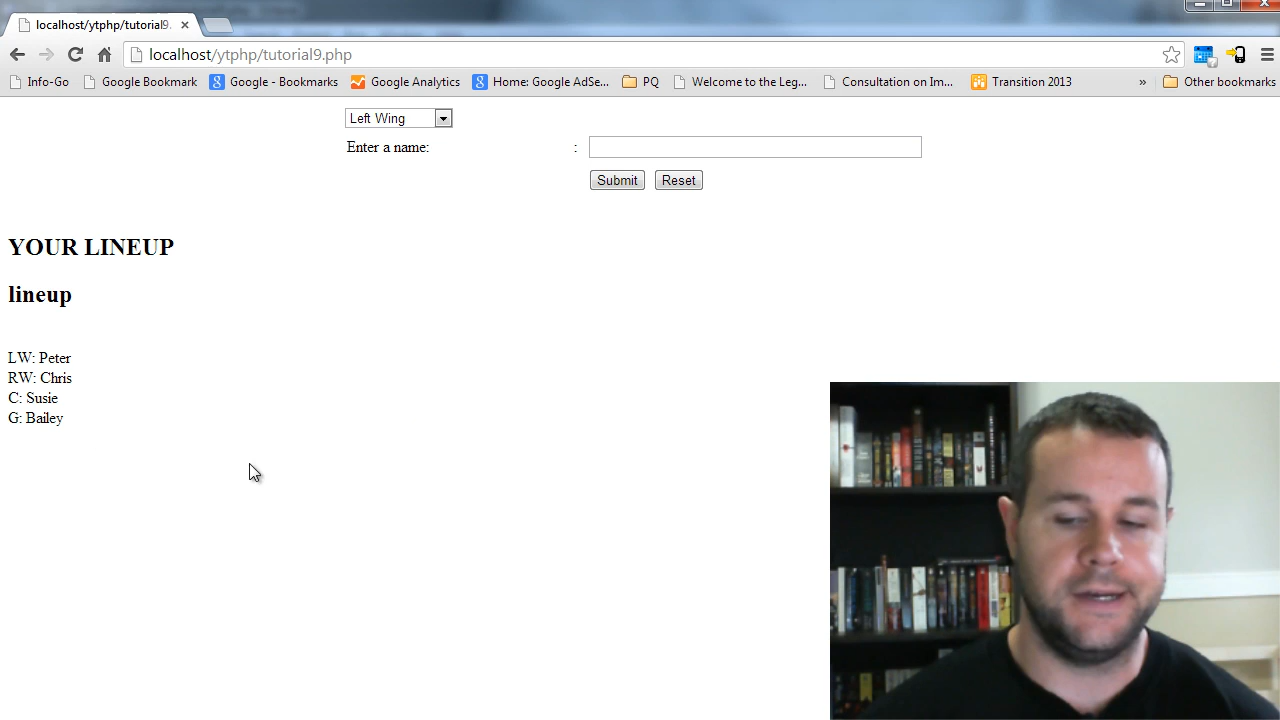 localhost/ytphp/tutorial9.
localhost/ytphp/tutorial9.php
Info-Go Google Bookmark Google - Bookmarks Google Analytics Home: Google AdSe... PQ Welcome to the Leg... Consultation on Im... Transition 2013 » Other bookmarks
Left Wing
Enter a name: :
Submit Reset
YOUR LINEUP
lineup
LW: Peter
RW: Chris
C: Susie
G: Bailey